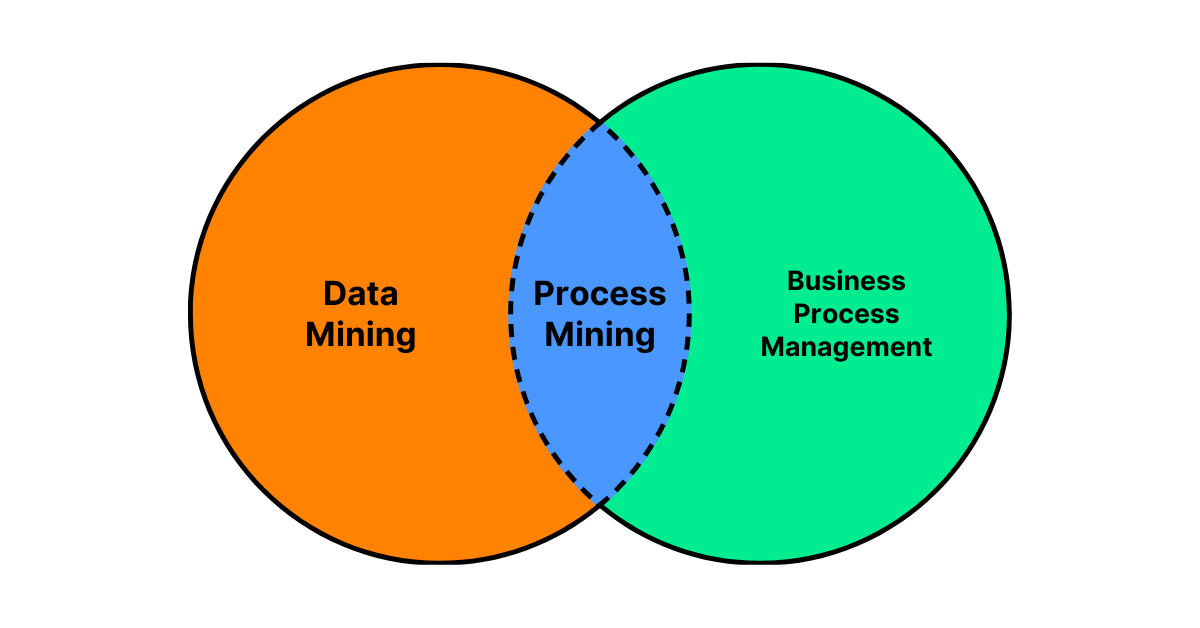 Data
Mining
Process
Mining
Business
Process
Management